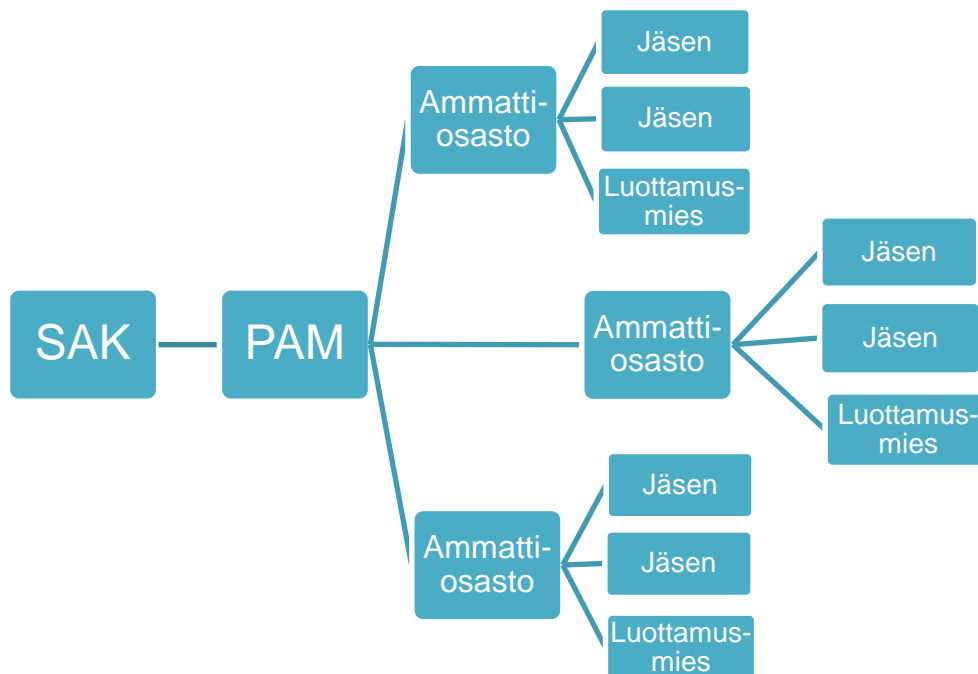 SAK
PAM
Ammatti-
osasto
Jäsen
Jäsen
Luottamus-
mies
Ammatti-
osasto
Jäsen
Jäsen
Luottamus-
mies
Ammatti-
osasto
Jäsen
Jäsen
Luottamus-
mies